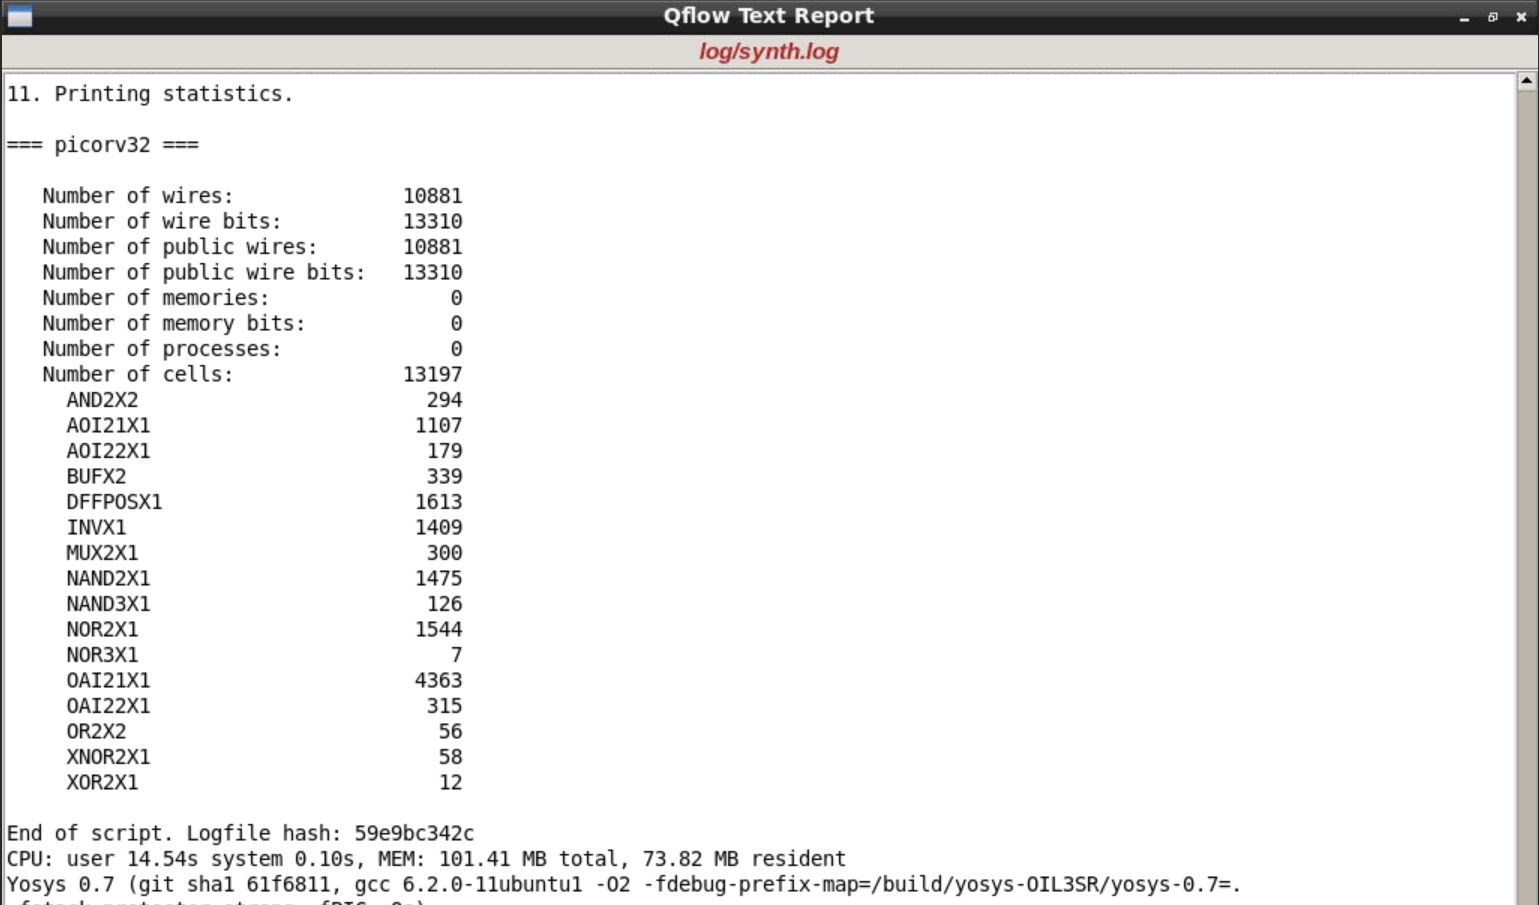 Qflow Text Report
log/synth.log
11. Printing statistics.
=== picorv32 ===
Number of wires: 10881
Number of wire bits: 13310
Number of public wires: 10881
Number of public wire bits: 13310
Number of memories: 0
Number of memory bits: 0
Number of processes: 0
Number of cells: 13197
AND2X2 294
AOI21X1 1107
AOI22X1 179
BUFX2 339
DFFPOSX1 1613
INVX1 1409
MUX2X1 300
NAND2X1 1475
NAND3X1 126
NOR2X1 1544
NOR3X1 7
OAI21X1 4363
OAI22X1 315
OR2X2 56
XNOR2X1 58
XOR2X1 12
End of script. Logfile hash: 59e9bc342c
CPU: user 14.54s system 0.10s, MEM: 101.41 MB total, 73.82 MB resident
Yosys 0.7 (git sha1 61f6811, gcc 6.2.0-11ubuntu1 -O2 -fdebug-prefix-map=/build/yosys-OIL3SR/yosys-0.7=.